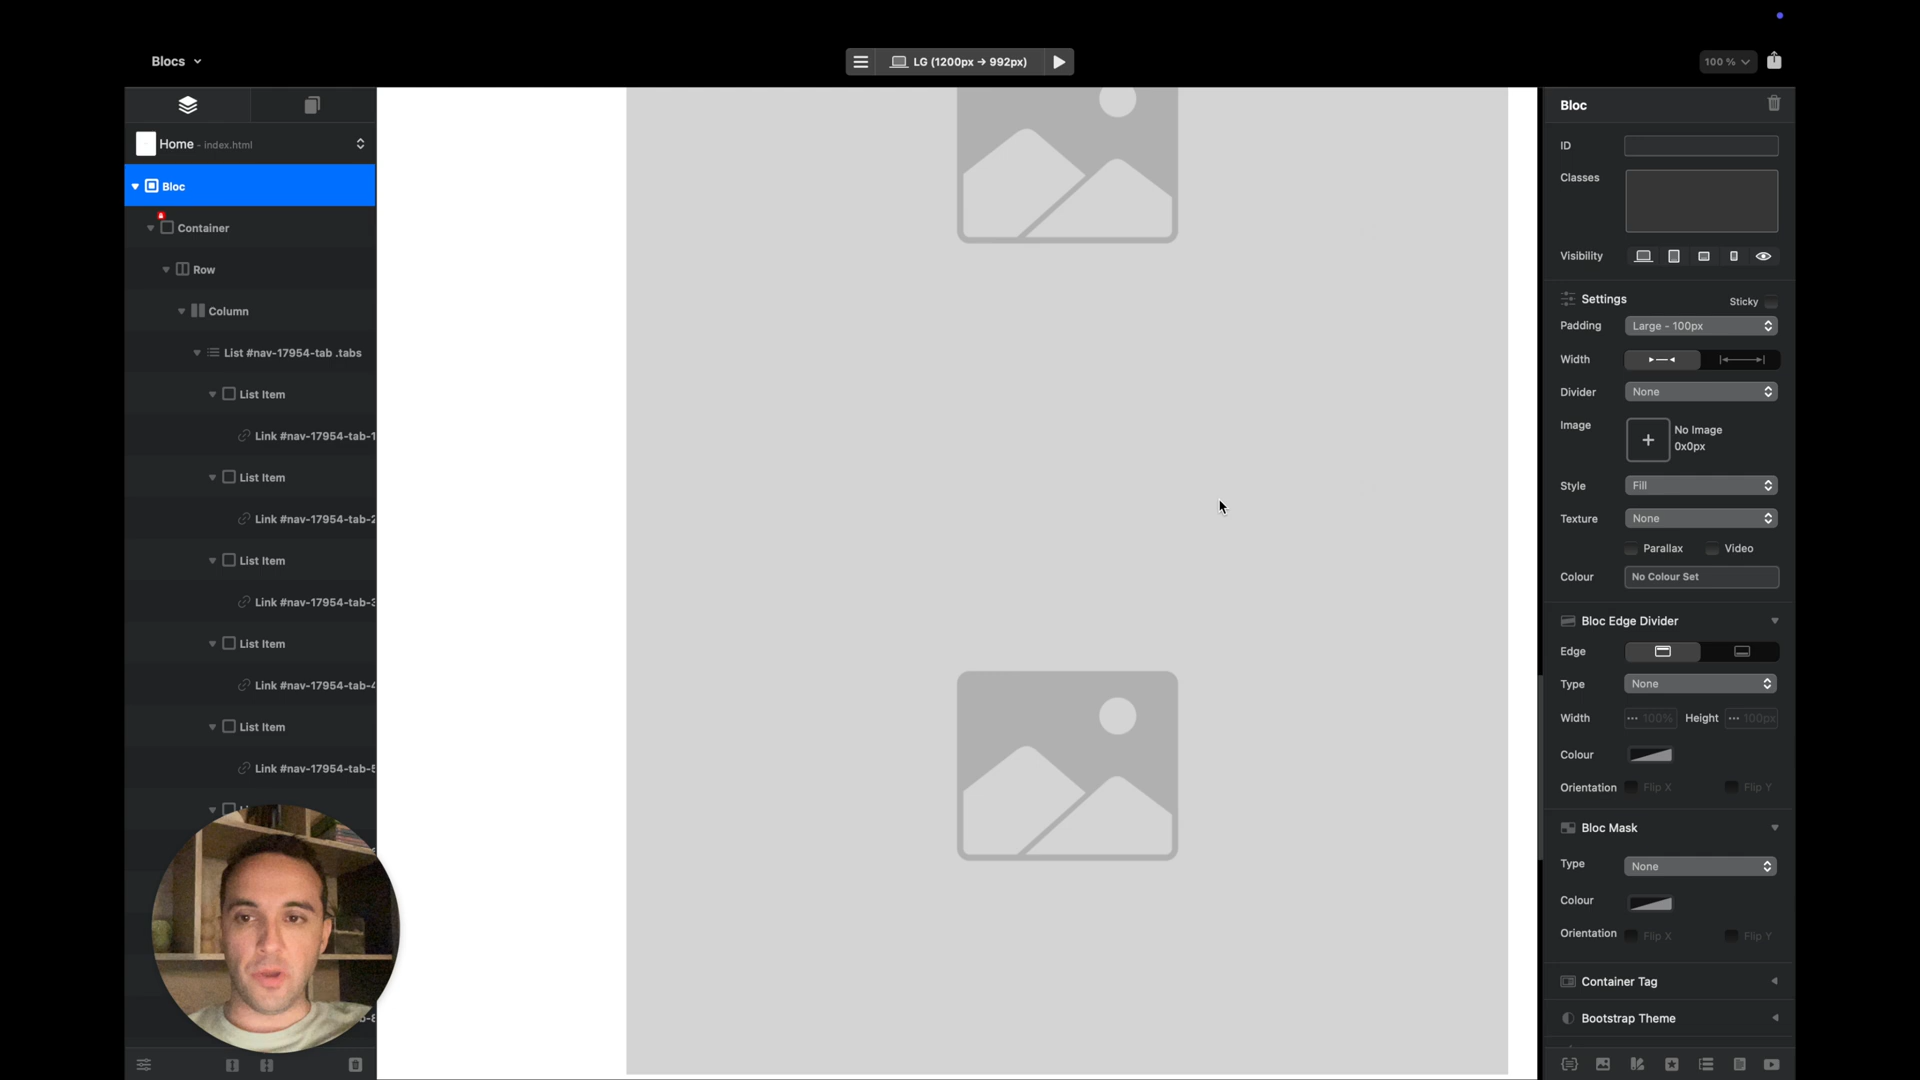 Blocs
LG (1200px → 992px)
100 %
Home - index.html
Bloc
Container
Row
Column
List #nav-17954-tab .tabs
List Item
Link #nav-17954-tab-1
List Item
Link #nav-17954-tab-2
List Item
Link #nav-17954-tab-3
List Item
Link #nav-17954-tab-4
List Item
Link #nav-17954-tab-5
Bloc
ID
Classes
Visibility
Settings
Sticky
Padding
Large - 100px
Width
Divider
None
Image
No Image
0x0px
Style
Fill
Texture
None
Parallax
Video
Colour
No Colour Set
Bloc Edge Divider
Edge
Type
None
Width
100%
Height
100px
Colour
Orientation
Flip X
Flip Y
Bloc Mask
Type
None
Colour
Orientation
Flip X
Flip Y
Container Tag
Bootstrap Theme